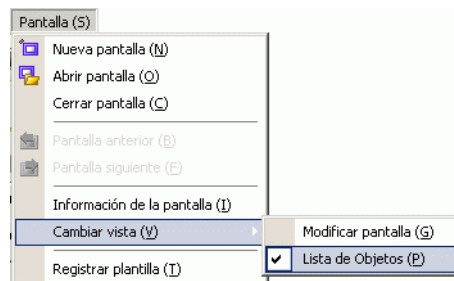 Pantalla (S)
Nueva pantalla (N)
Abrir pantalla (O)
Cerrar pantalla (C)
Pantalla anterior (B)
Pantalla siguiente (F)
Información de la pantalla (I)
Cambiar vista (V)
Modificar pantalla (G)
Lista de Objetos (P)
Registrar plantilla (T)